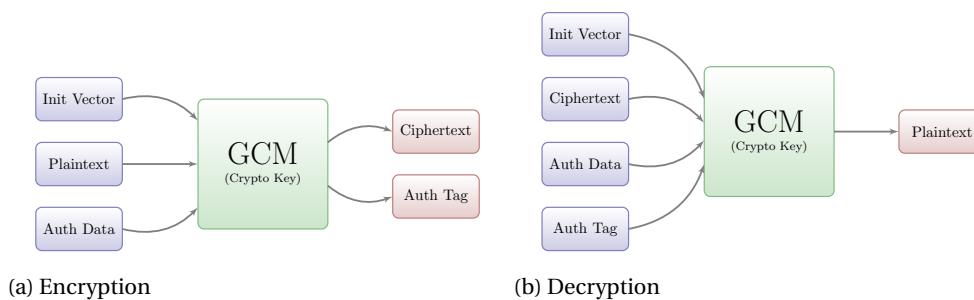 Init Vector
Plaintext
Auth Data
GCM
(Crypto Key)
Ciphertext
Auth Tag
(a) Encryption
Init Vector
Ciphertext
Auth Data
Auth Tag
GCM
(Crypto Key)
Plaintext
(b) Decryption